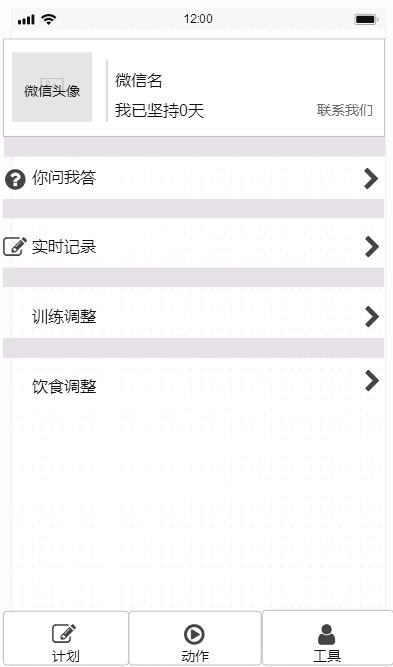 12:00
微信头像
微信名
我已坚持0天
联系我们
你问我答
实时记录
训练调整
饮食调整
计划
动作
工具